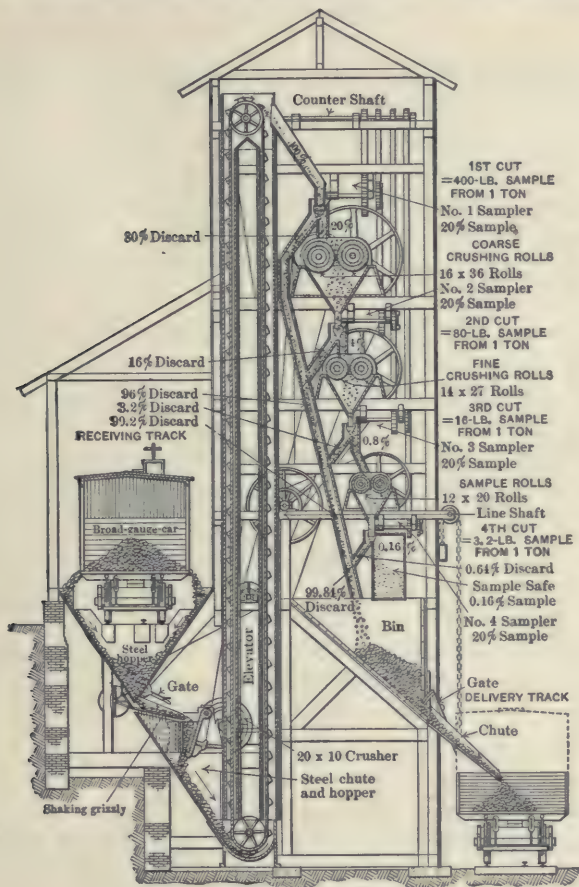 Counter Shaft
100%
1ST CUT
=400-LB. SAMPLE
FROM 1 TON
No. 1 Sampler
20% Sample
20%
80% Discard
COARSE
CRUSHING ROLLS
16 x 36 Rolls
No. 2 Sampler
20% Sample
2ND CUT
=80-LB. SAMPLE
FROM 1 TON
16% Discard
FINE
CRUSHING ROLLS
14 x 27 Rolls
96% Discard
3.2% Discard
99.2% Discard
3RD CUT
=16-LB. SAMPLE
FROM 1 TON
0.8%
No. 3 Sampler
20% Sample
RECEIVING TRACK
SAMPLE ROLLS
12 x 20 Rolls
Line Shaft
Broad-gauge-car
4TH CUT
=3.2-LB. SAMPLE
FROM 1 TON
0.16%
0.64% Discard
Sample Safe
0.16% Sample
99.84%
Discard
No. 4 Sampler
20% Sample
Bin
Steel
hopper
Elevator
Gate
Gate
DELIVERY TRACK
Chute
20 x 10 Crusher
Steel chute
and hopper
Shaking grizzly